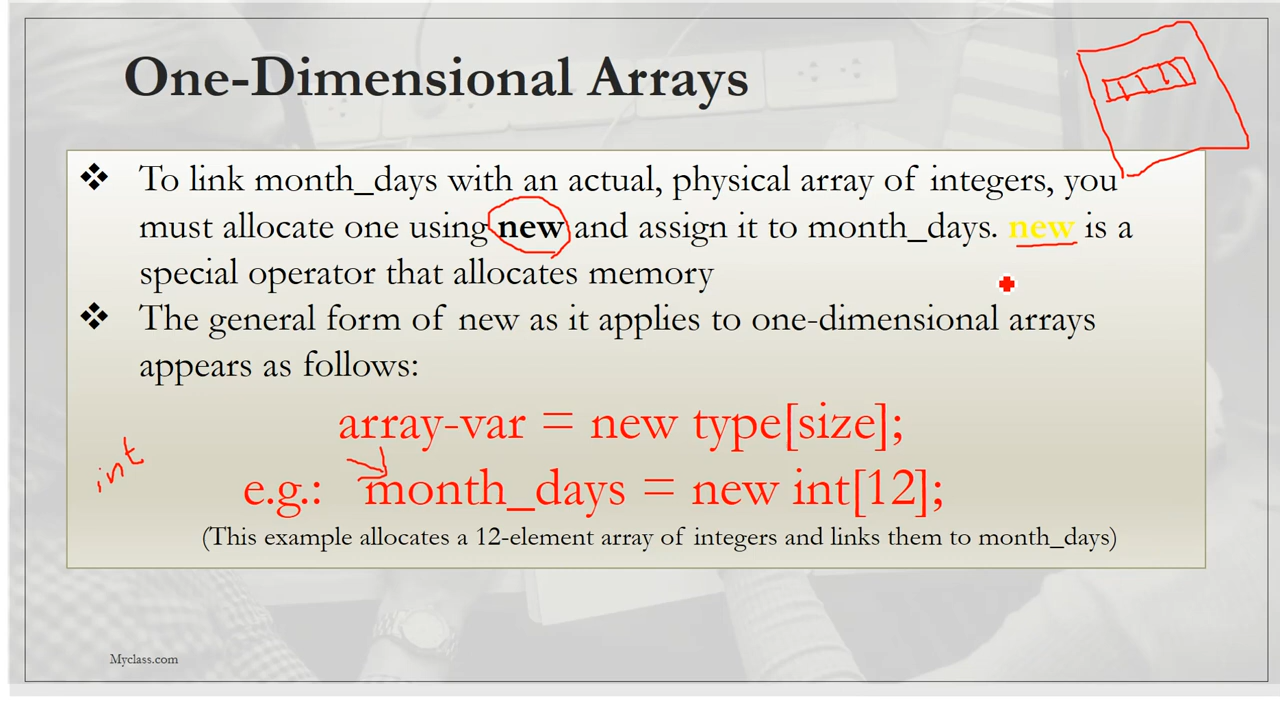 One-Dimensional Arrays
❖ To link month_days with an actual, physical array of integers, you
must allocate one using new and assign it to month_days. new is a
special operator that allocates memory
❖ The general form of new as it applies to one-dimensional arrays
appears as follows:
array-var = new type[size];
int
e.g.: month_days = new int[12];
(This example allocates a 12-element array of integers and links them to month_days)
Myclass.com